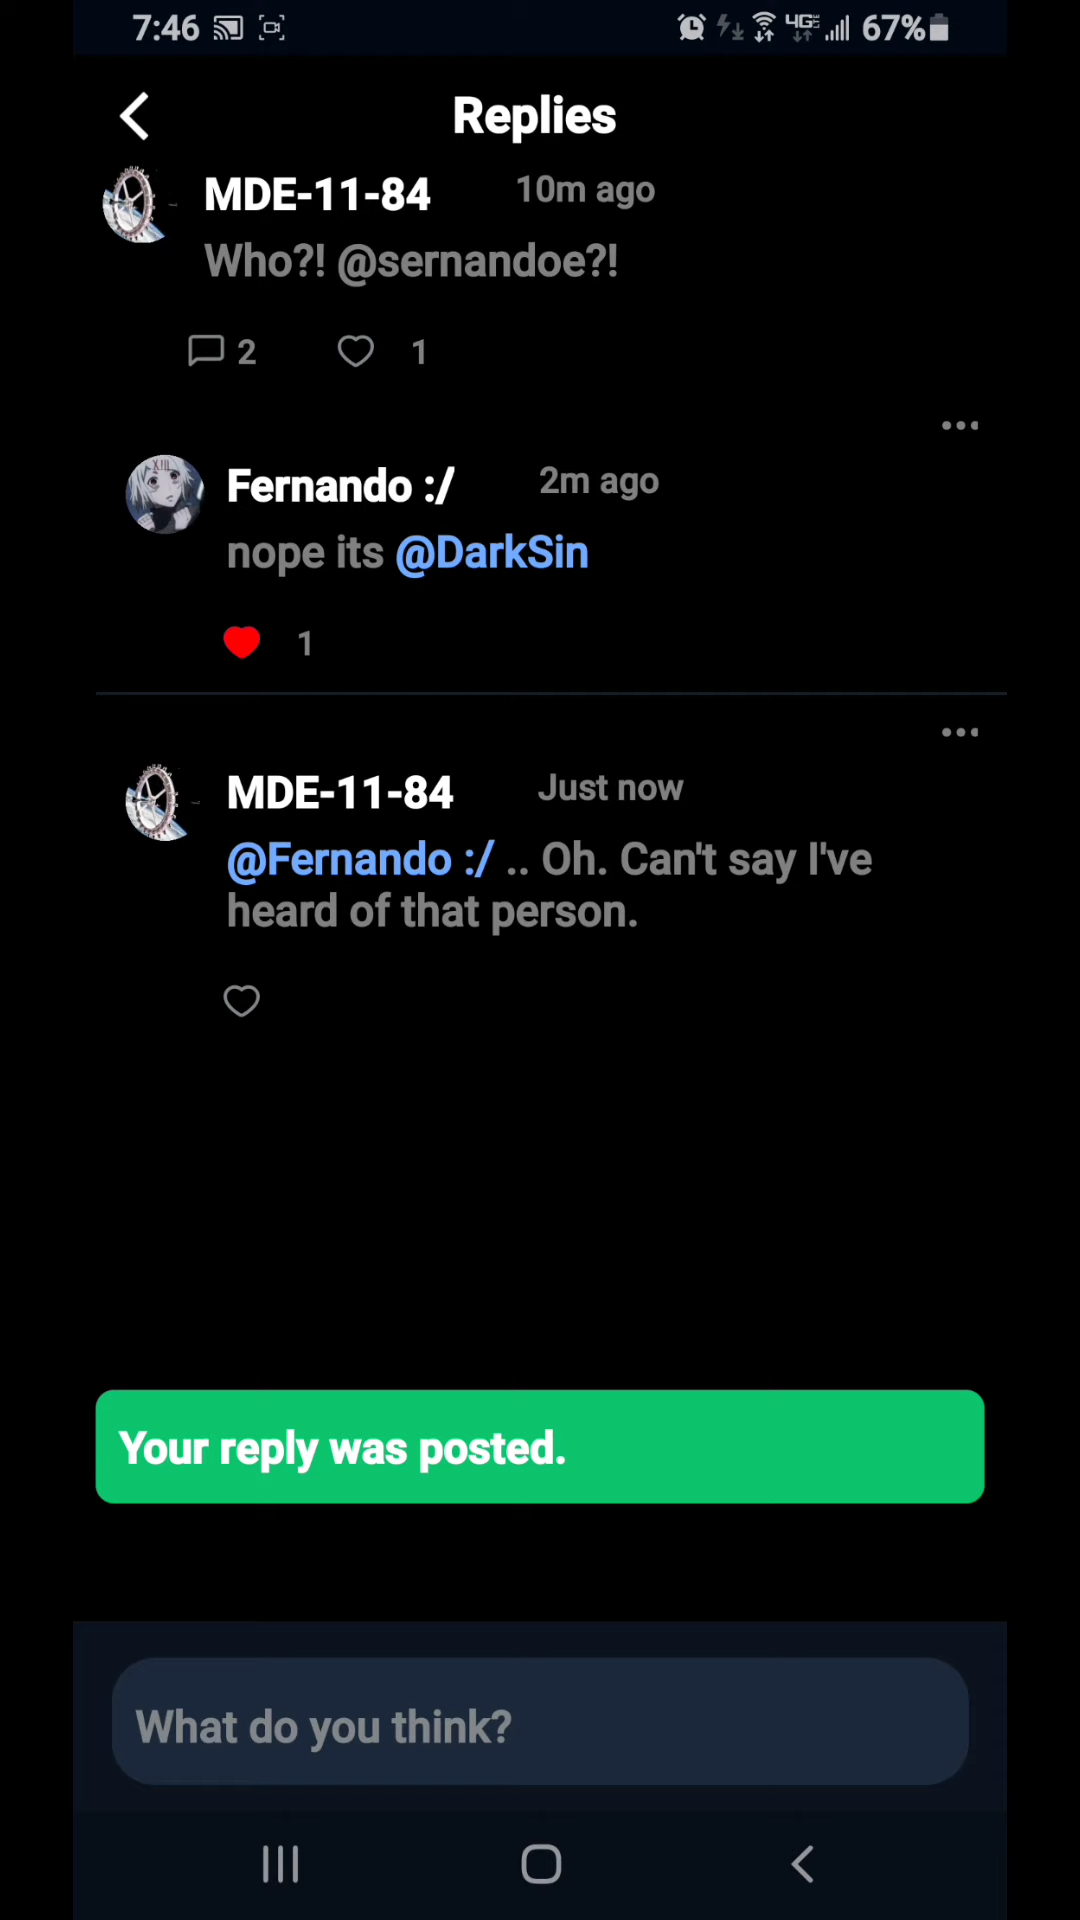 7:46 4G LTE 67%
Replies
MDE-11-84 10m ago
Who?! @sernandoe?!
2 1
Fernando :/ 2m ago
nope its @DarkSin
1
MDE-11-84 Just now
@Fernando :/ .. Oh. Can't say I've
heard of that person.
Your reply was posted.
What do you think?